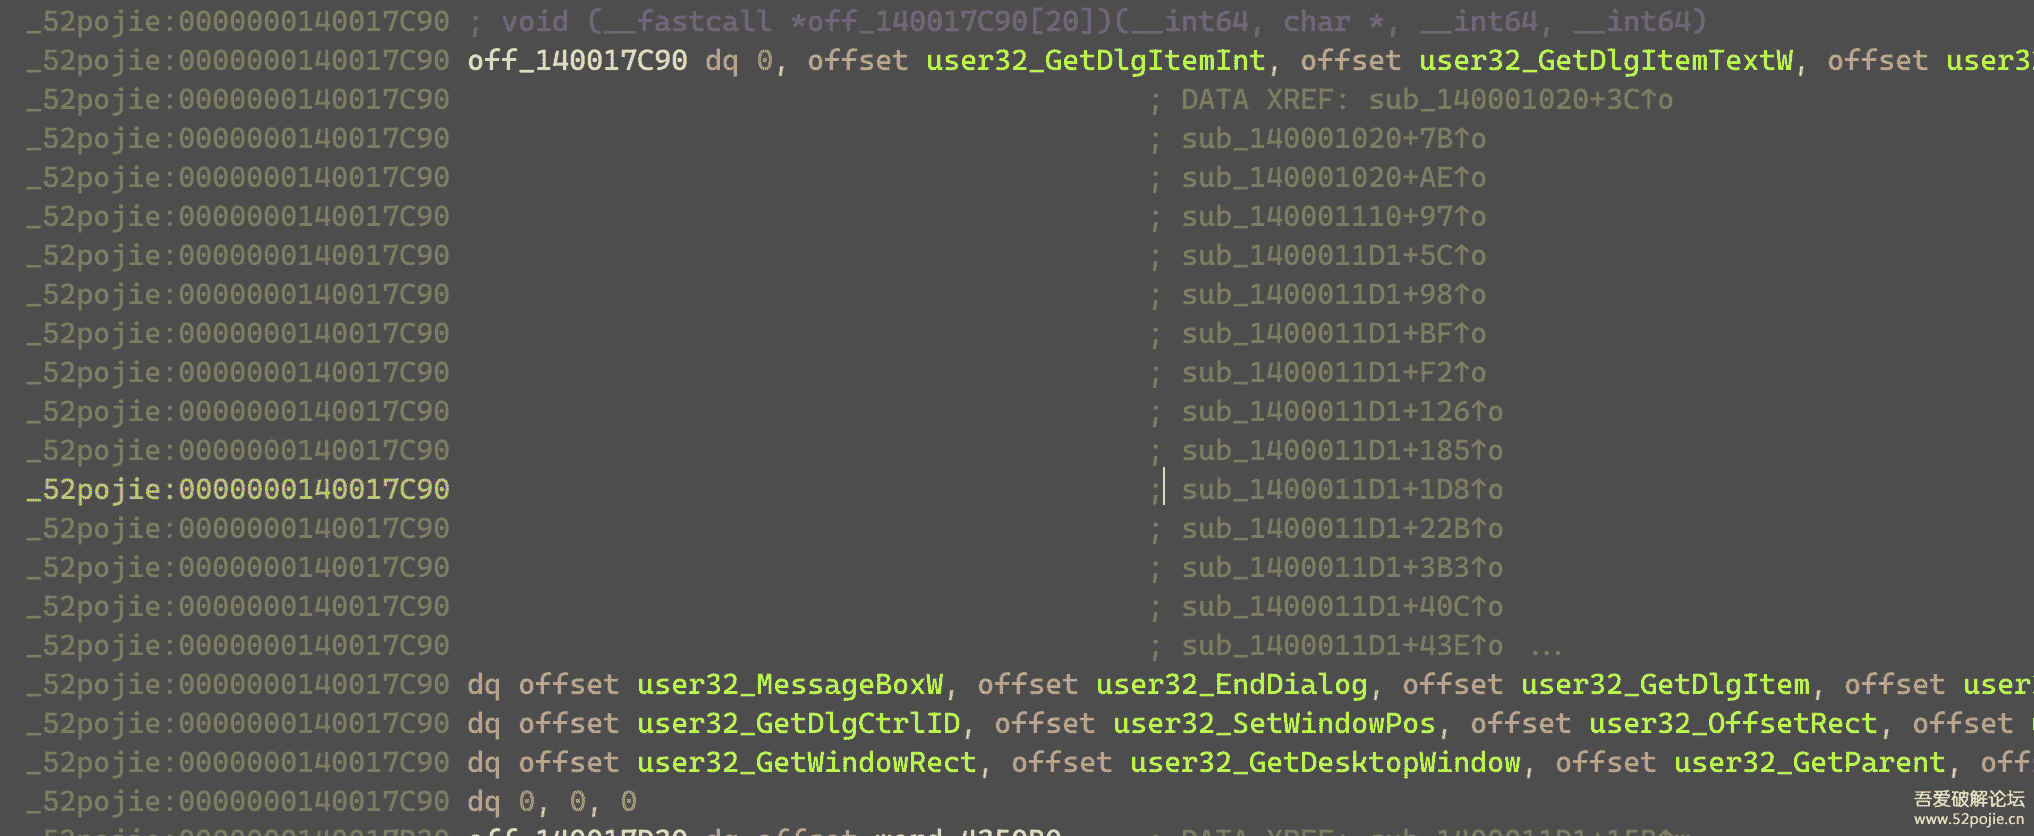 _52pojie:0000000140017C90 ; void (__fastcall *off_140017C90[20])(__int64, char *, __int64, __int64)
_52pojie:0000000140017C90 off_140017C90 dq 0, offset user32_GetDlgItemInt, offset user32_GetDlgItemTextW, offset user32
_52pojie:0000000140017C90 ; DATA XREF: sub_140001020+3C↑o
_52pojie:0000000140017C90 ; sub_140001020+7B↑o
_52pojie:0000000140017C90 ; sub_140001020+AE↑o
_52pojie:0000000140017C90 ; sub_140001110+97↑o
_52pojie:0000000140017C90 ; sub_1400011D1+5C↑o
_52pojie:0000000140017C90 ; sub_1400011D1+98↑o
_52pojie:0000000140017C90 ; sub_1400011D1+BF↑o
_52pojie:0000000140017C90 ; sub_1400011D1+F2↑o
_52pojie:0000000140017C90 ; sub_1400011D1+126↑o
_52pojie:0000000140017C90 ; sub_1400011D1+185↑o
_52pojie:0000000140017C90 ; sub_1400011D1+1D8↑o
_52pojie:0000000140017C90 ; sub_1400011D1+22B↑o
_52pojie:0000000140017C90 ; sub_1400011D1+3B3↑o
_52pojie:0000000140017C90 ; sub_1400011D1+40C↑o
_52pojie:0000000140017C90 ; sub_1400011D1+43E↑o ...
_52pojie:0000000140017C90 dq offset user32_MessageBoxW, offset user32_EndDialog, offset user32_GetDlgItem, offset user
_52pojie:0000000140017C90 dq offset user32_GetDlgCtrlID, offset user32_SetWindowPos, offset user32_OffsetRect, offset
_52pojie:0000000140017C90 dq offset user32_GetWindowRect, offset user32_GetDesktopWindow, offset user32_GetParent, off
_52pojie:0000000140017C90 dq 0, 0, 0
吾爱破解论坛
www.52pojie.cn